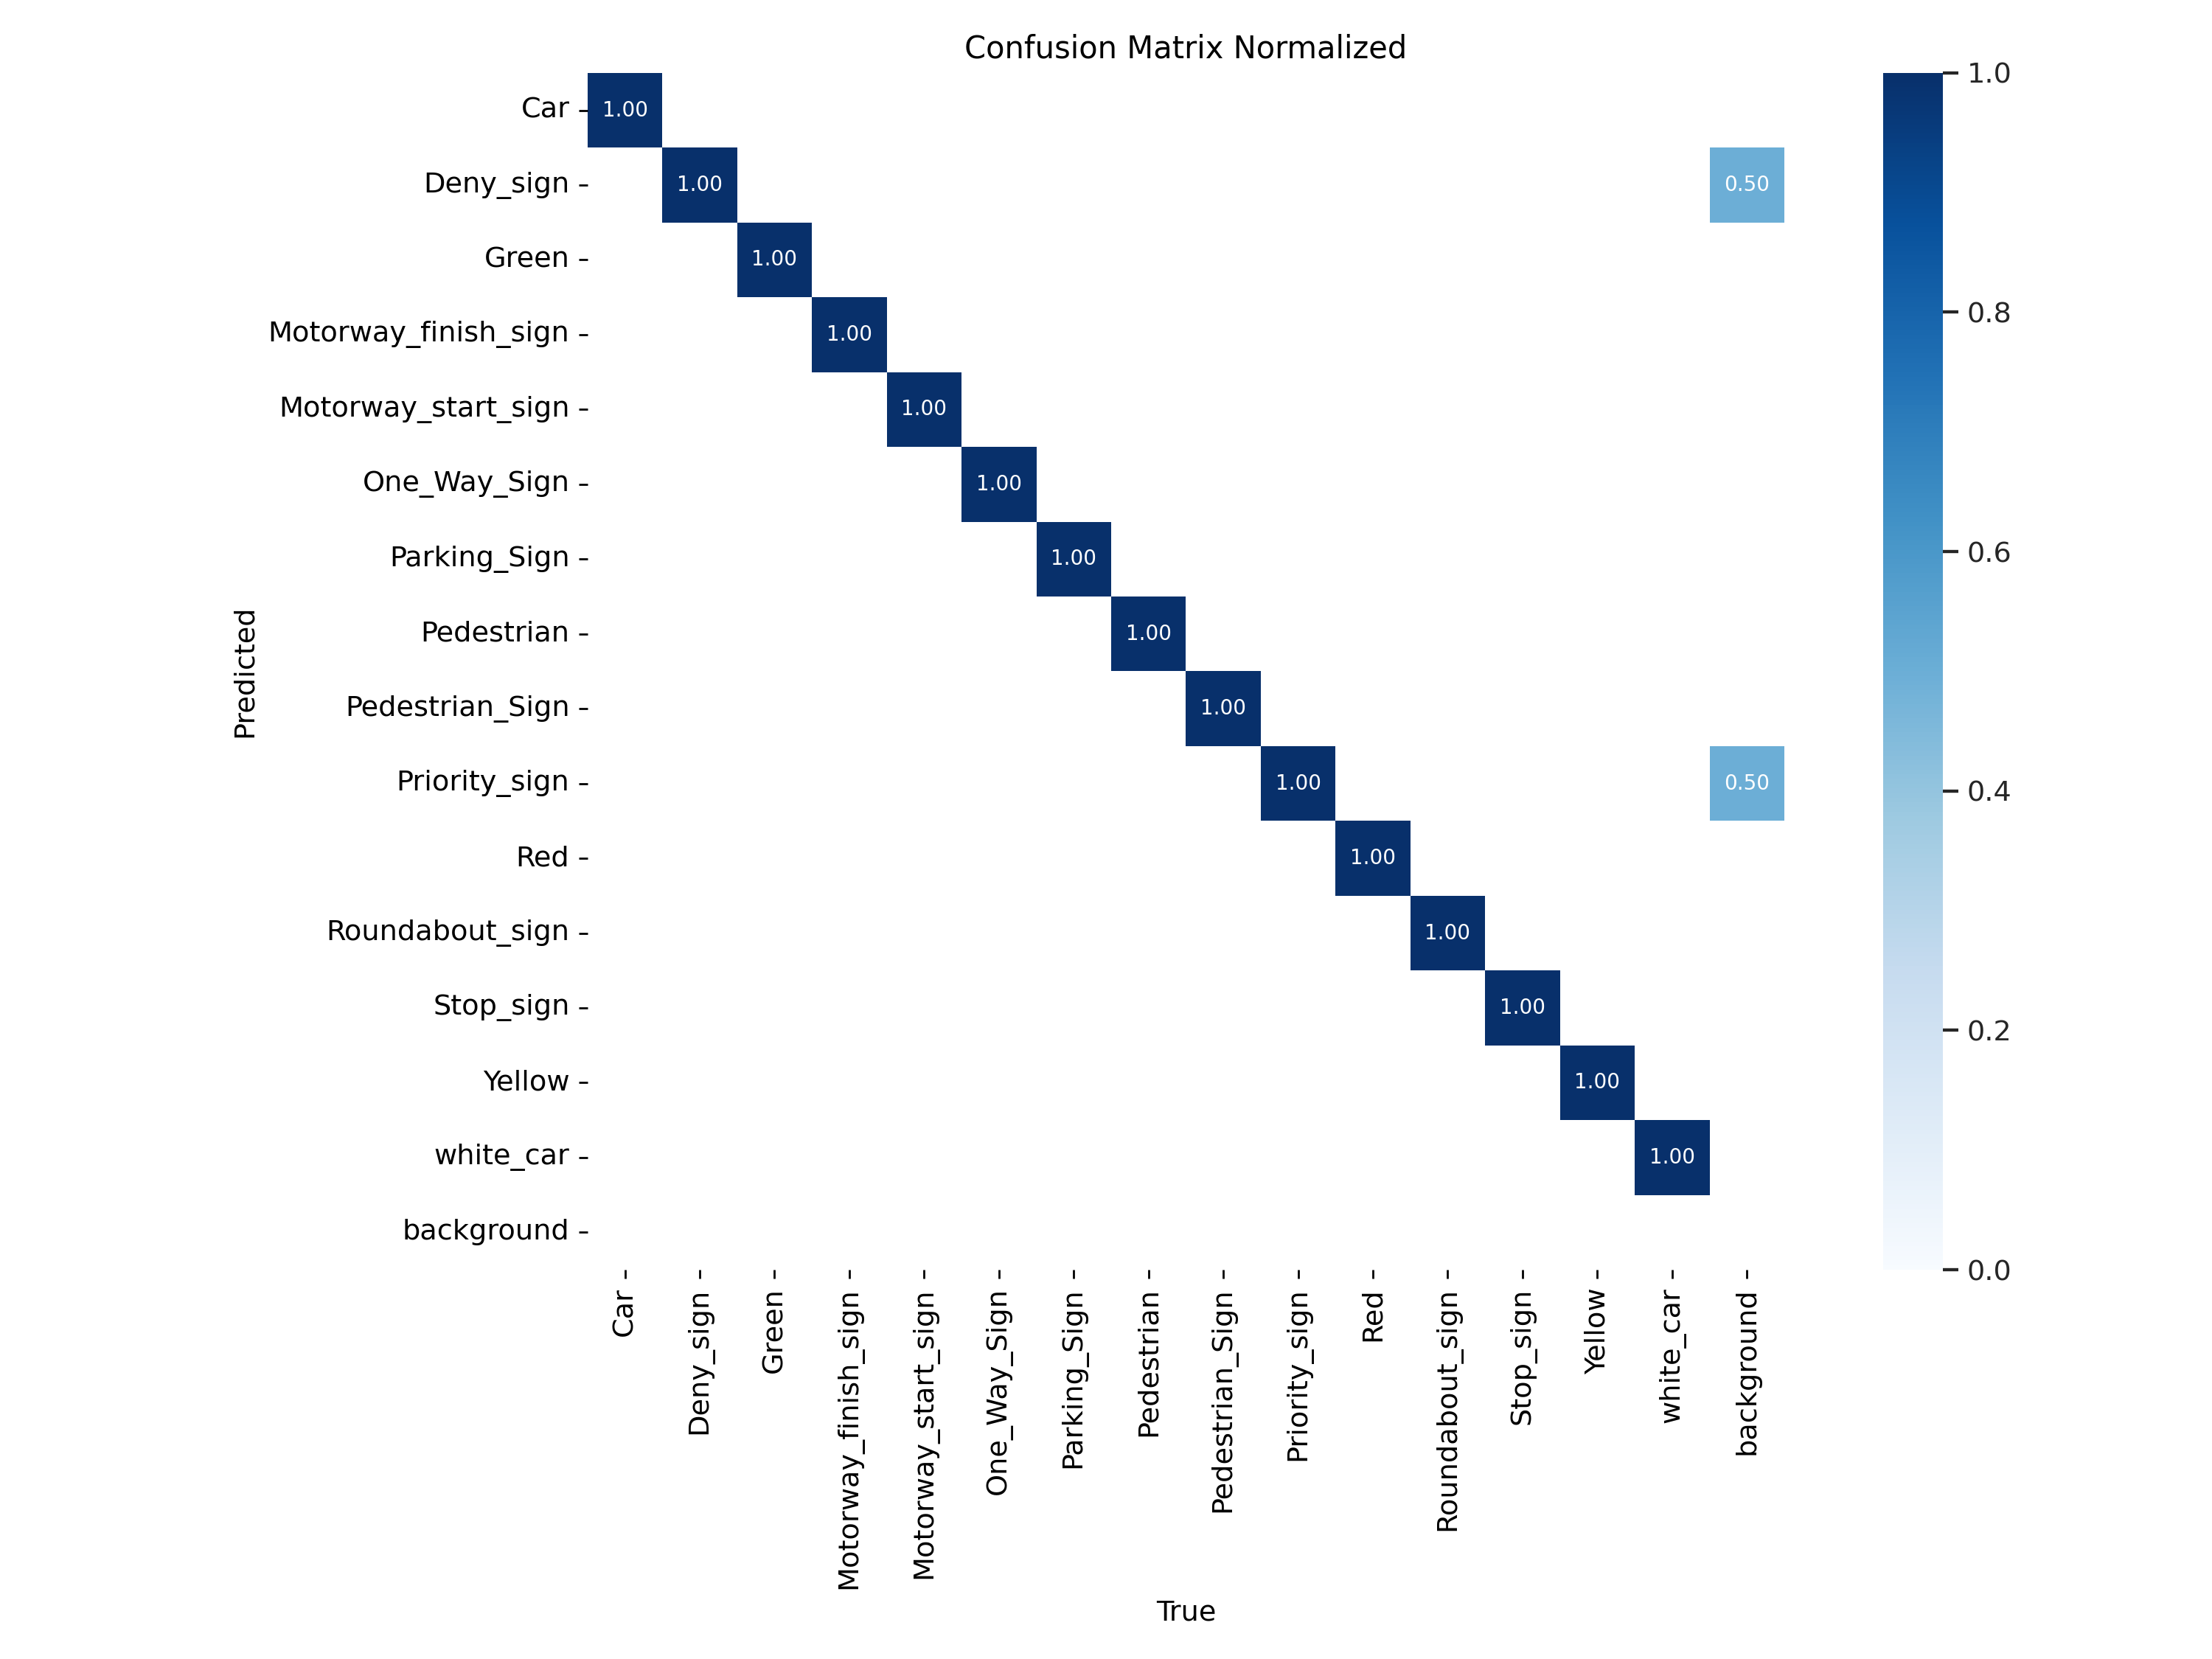 Confusion Matrix Normalized
Car
1.00
Deny_sign
1.00
0.50
Green
1.00
Motorway_finish_sign
1.00
Motorway_start_sign
1.00
One_Way_Sign
1.00
Parking_Sign
1.00
Pedestrian
1.00
Pedestrian_Sign
1.00
Priority_sign
1.00
0.50
Red
1.00
Roundabout_sign
1.00
Stop_sign
1.00
Yellow
1.00
white_car
1.00
background
Predicted
Car
Deny_sign
Green
Motorway_finish_sign
Motorway_start_sign
One_Way_Sign
Parking_Sign
Pedestrian
Pedestrian_Sign
Priority_sign
Red
Roundabout_sign
Stop_sign
Yellow
white_car
background
True
1.0
0.8
0.6
0.4
0.2
0.0